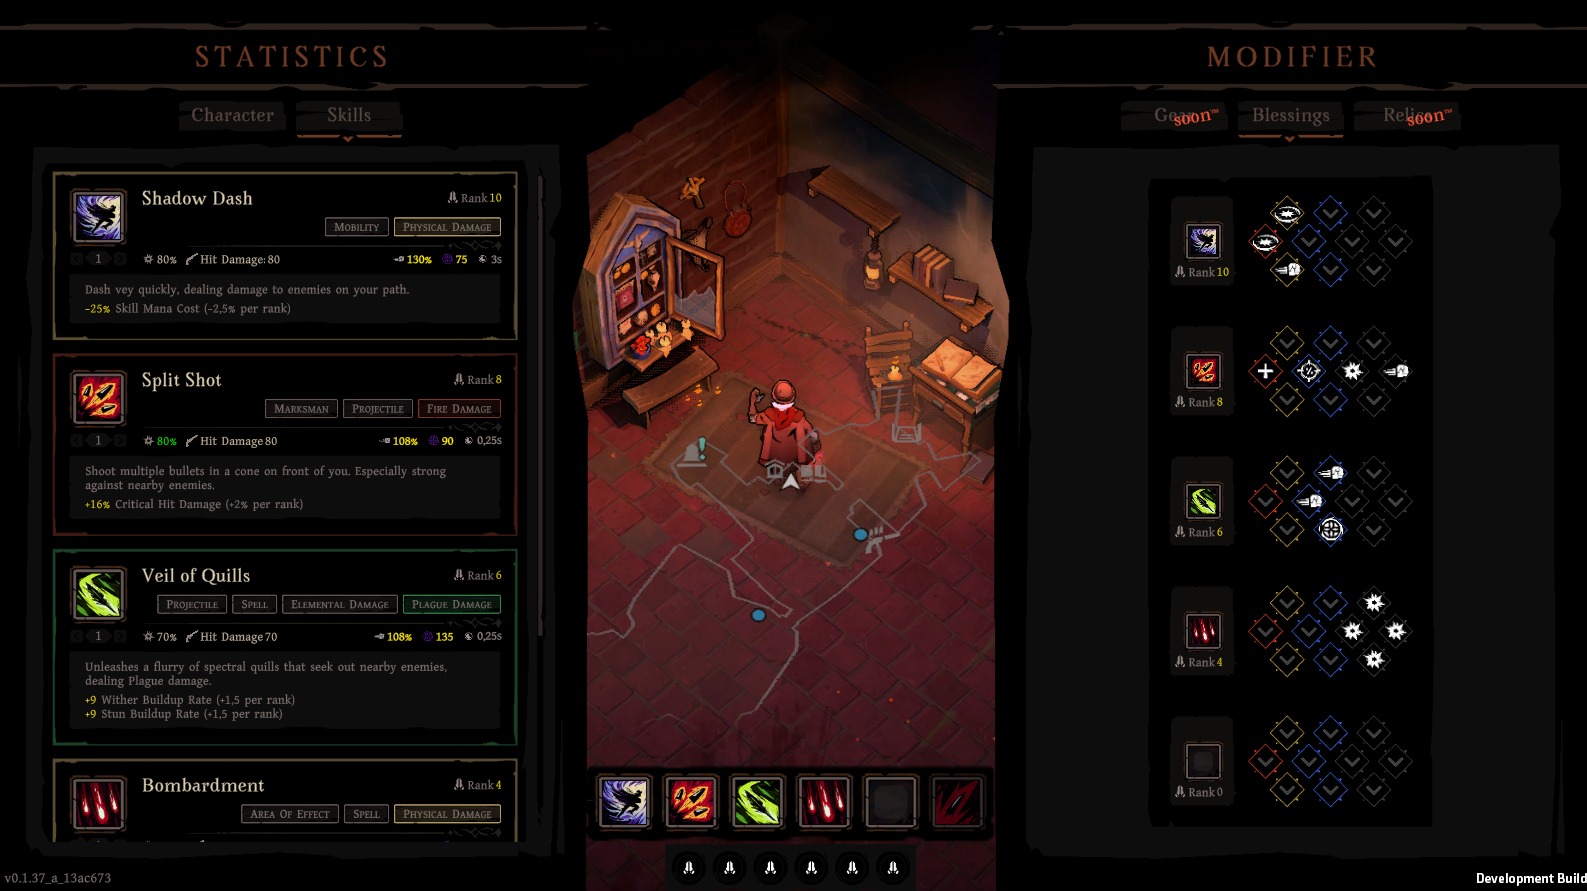 STATISTICS
Character
Skills
Shadow Dash
Rank 10
MOBILITY
PHYSICAL DAMAGE
1
80%
Hit Damage: 80
130%
75
3s
Dash vey quickly, dealing damage to enemies on your path.
-25% Skill Mana Cost (-2,5% per rank)
Split Shot
Rank 8
MARKSMAN
PROJECTILE
FIRE DAMAGE
1
80%
Hit Damage 80
108%
90
0,25s
Shoot multiple bullets in a cone on front of you. Especially strong
against nearby enemies.
+16% Critical Hit Damage (+2% per rank)
Veil of Quills
Rank 6
PROJECTILE
SPELL
ELEMENTAL DAMAGE
PLAGUE DAMAGE
1
70%
Hit Damage 70
108%
135
0,25s
Unleashes a flurry of spectral quills that seek out nearby enemies,
dealing Plague damage.
+9 Wither Buildup Rate (+1,5 per rank)
+9 Stun Buildup Rate (+1,5 per rank)
Bombardment
Rank 4
AREA OF EFFECT
SPELL
PHYSICAL DAMAGE
MODIFIER
soon™
Blessings
soon™
Rank 10
Rank 8
Rank 6
Rank 4
Rank 0
v0.1.37_a_13ac673
Development Build